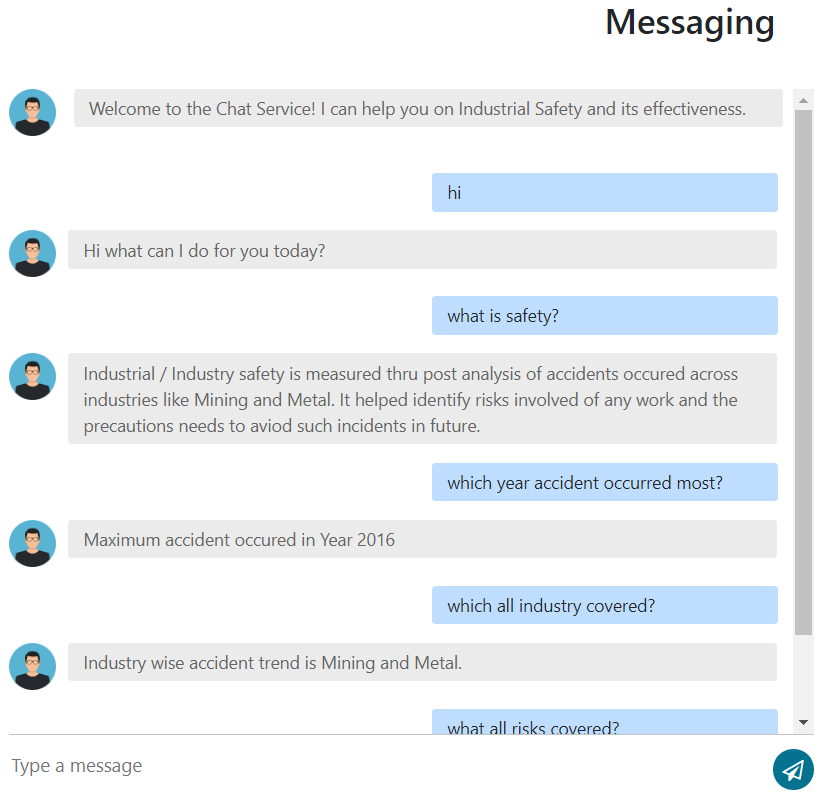 Messaging
Welcome to the Chat Service! I can help you on Industrial Safety and its effectiveness.
hi
Hi what can I do for you today?
what is safety?
Industrial / Industry safety is measured thru post analysis of accidents occured across
industries like Mining and Metal. It helped identify risks involved of any work and the
precautions needs to aviod such incidents in future.
which year accident occurred most?
Maximum accident occured in Year 2016
which all industry covered?
Industry wise accident trend is Mining and Metal.
what all risks covered?
Type a message